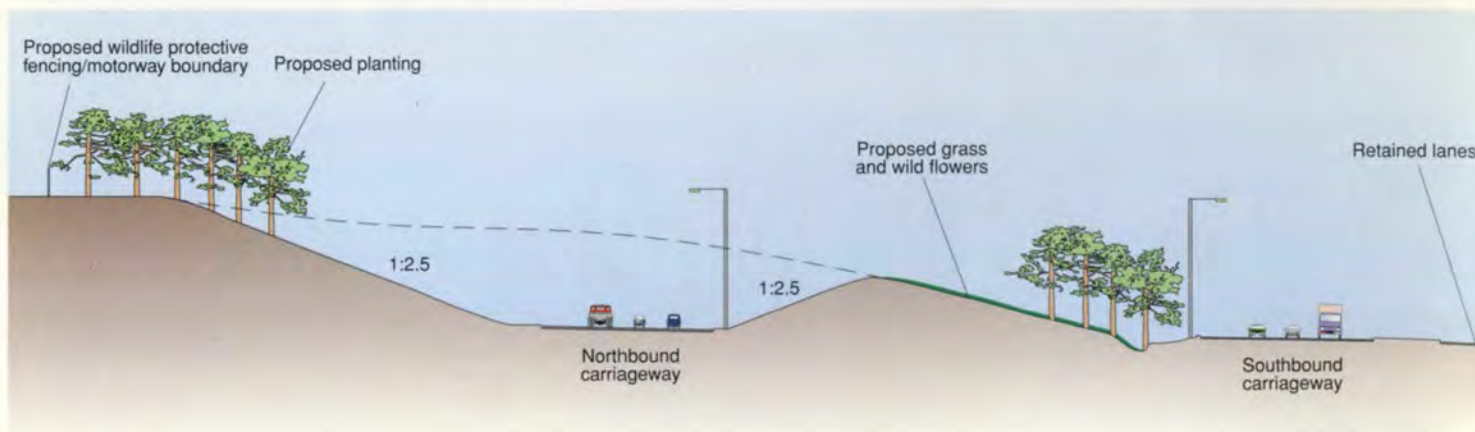 Proposed wildlife protective
fencing/motorway boundary
Proposed planting
Proposed grass
and wild flowers
Retained lanes
1:2.5
1:2.5
Northbound
carriageway
Southbound
carriageway